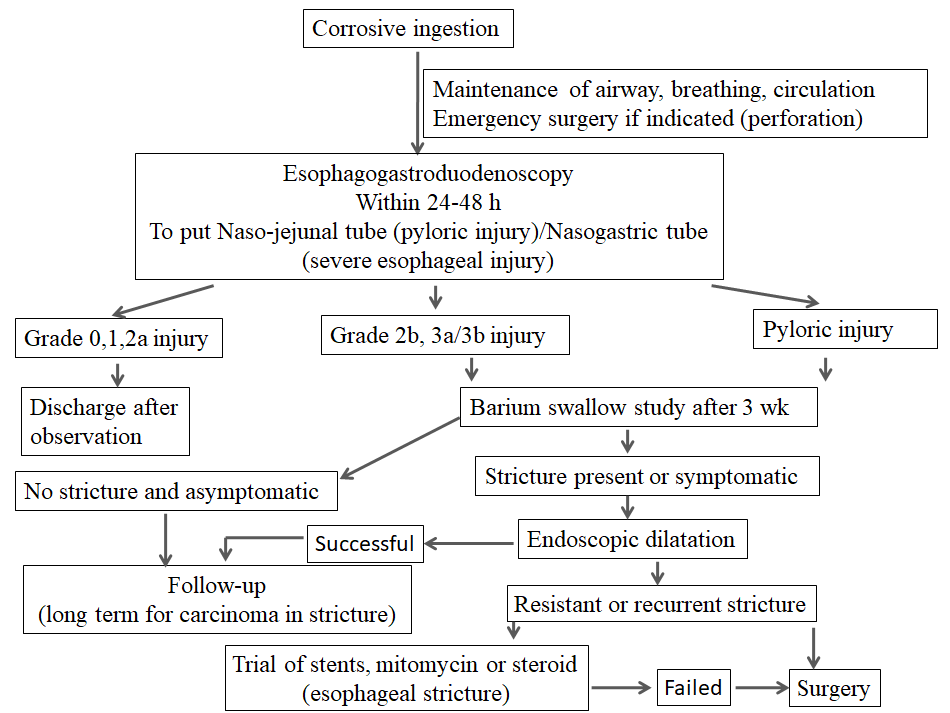 Corrosive ingestion
Maintenance of airway, breathing, circulation
Emergency surgery if indicated (perforation)
Esophagogastroduodenoscopy
Within 24-48 h
To put Naso-jejunal tube (pyloric injury)/Nasogastric tube
(severe esophageal injury)
Grade 0,1,2a injury
Grade 2b, 3a/3b injury
Pyloric injury
Discharge after
observation
Barium swallow study after 3 wk
No stricture and asymptomatic
Stricture present or symptomatic
Successful
Endoscopic dilatation
Follow-up
(long term for carcinoma in stricture)
Resistant or recurrent stricture
Trial of stents, mitomycin or steroid
(esophageal stricture)
Failed
Surgery